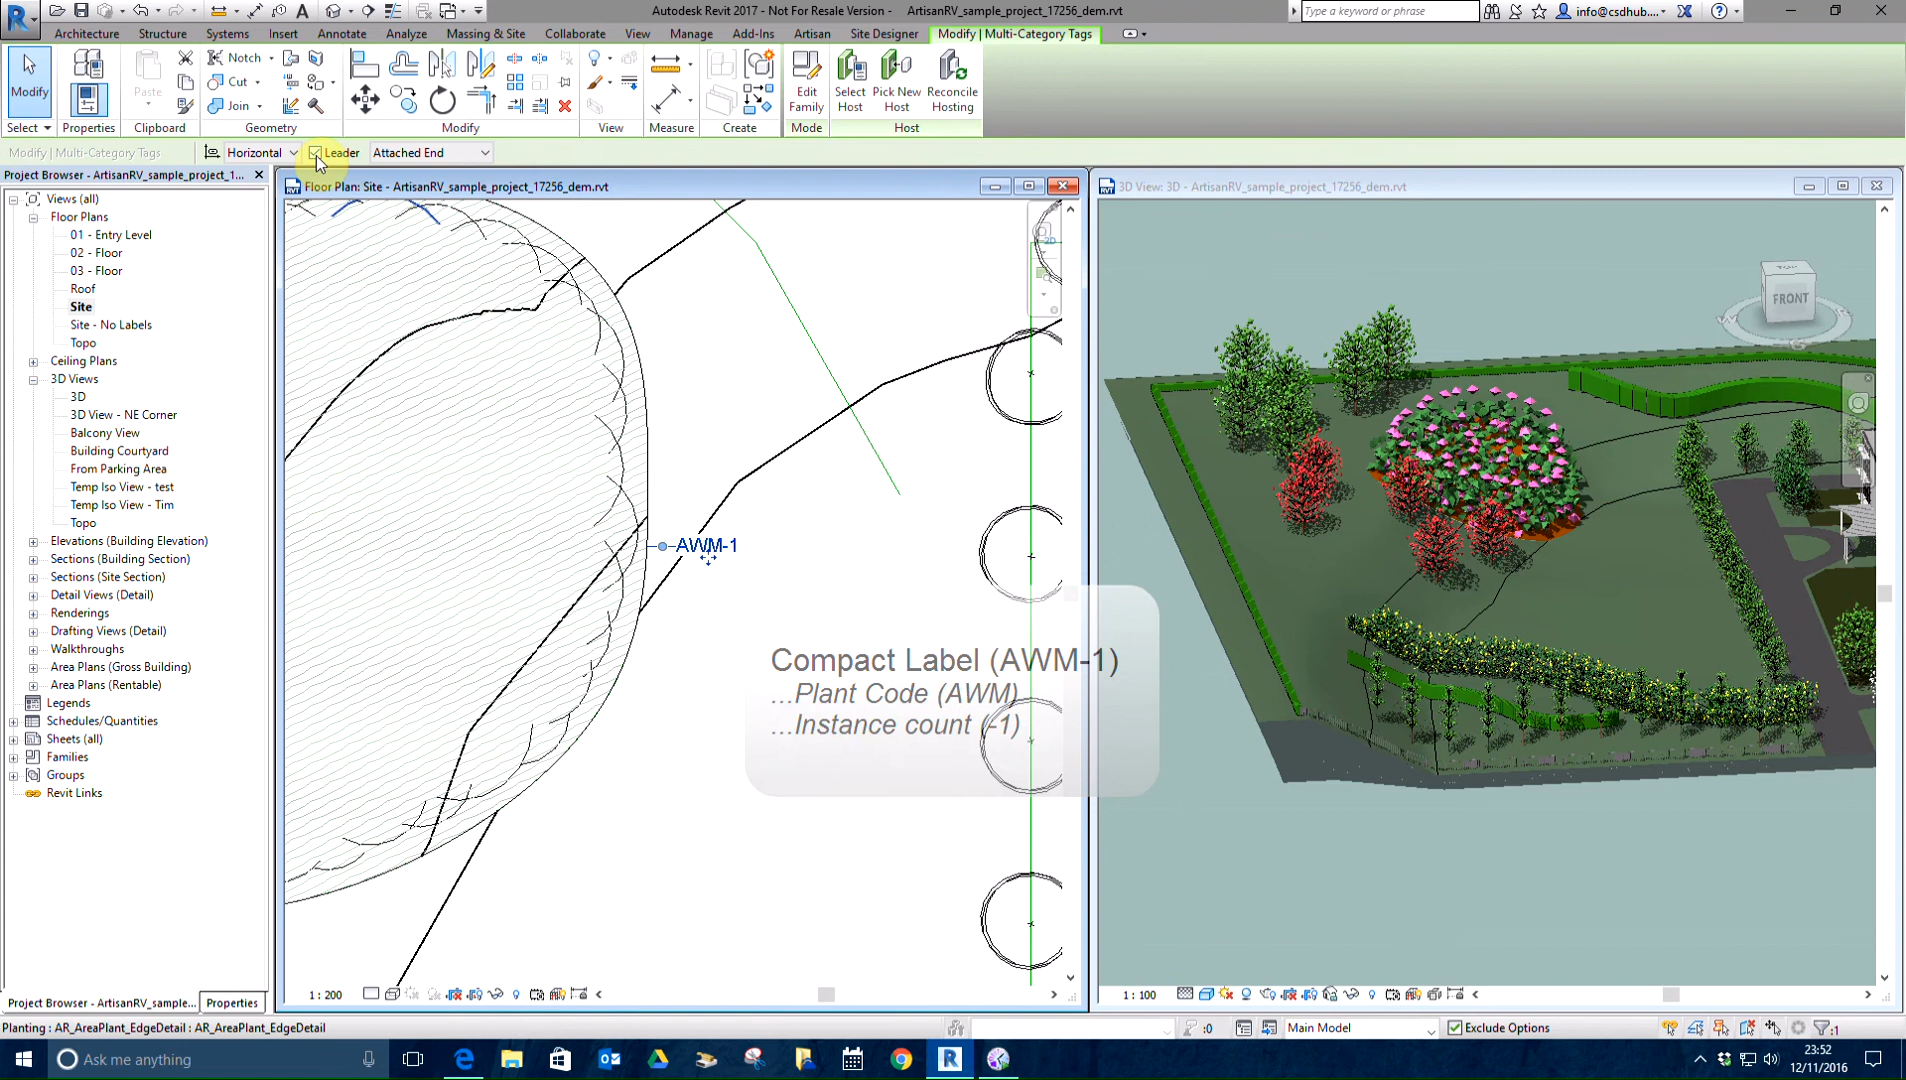 Autodesk Revit 2017 - Not For Resale Version - ArtisanRV_sample_project_17256_dem.rvt
Type a keyword or phrase
info@csdhub....
Architecture Structure Systems Insert Annotate Analyze Massing & Site Collaborate View Manage Add-Ins Artisan Site Designer Modify | Multi-Category Tags
Modify
Paste
Notch
Cut
Join
Edit Family
Select Host
Pick New Host
Reconcile Hosting
Select Properties Clipboard Geometry Modify View Measure Create Mode Host
Modify | Multi-Category Tags Horizontal Leader Attached End
Project Browser - ArtisanRV_sample_project_1...
Views (all)
Floor Plans
01 - Entry Level
02 - Floor
03 - Floor
Roof
Site
Site - No Labels
Topo
Ceiling Plans
3D Views
3D
3D View - NE Corner
Balcony View
Building Courtyard
From Parking Area
Temp Iso View - test
Temp Iso View - Tim
Topo
Elevations (Building Elevation)
Sections (Building Section)
Sections (Site Section)
Detail Views (Detail)
Renderings
Drafting Views (Detail)
Walkthroughs
Area Plans (Gross Building)
Area Plans (Rentable)
Legends
Schedules/Quantities
Sheets (all)
Families
Groups
Revit Links
Project Browser - ArtisanRV_sample...
Properties
Floor Plan: Site - ArtisanRV_sample_project_17256_dem.rvt
2D
AWM-1
Compact Label (AWM-1)
...Plant Code (AWM)
...Instance count (-1)
1 : 200
3D View: 3D - ArtisanRV_sample_project_17256_dem.rvt
TOP
FRONT
1 : 100
Planting : AR_AreaPlant_EdgeDetail : AR_AreaPlant_EdgeDetail
:0
Main Model
Exclude Options
:1
Ask me anything
23:52
12/11/2016